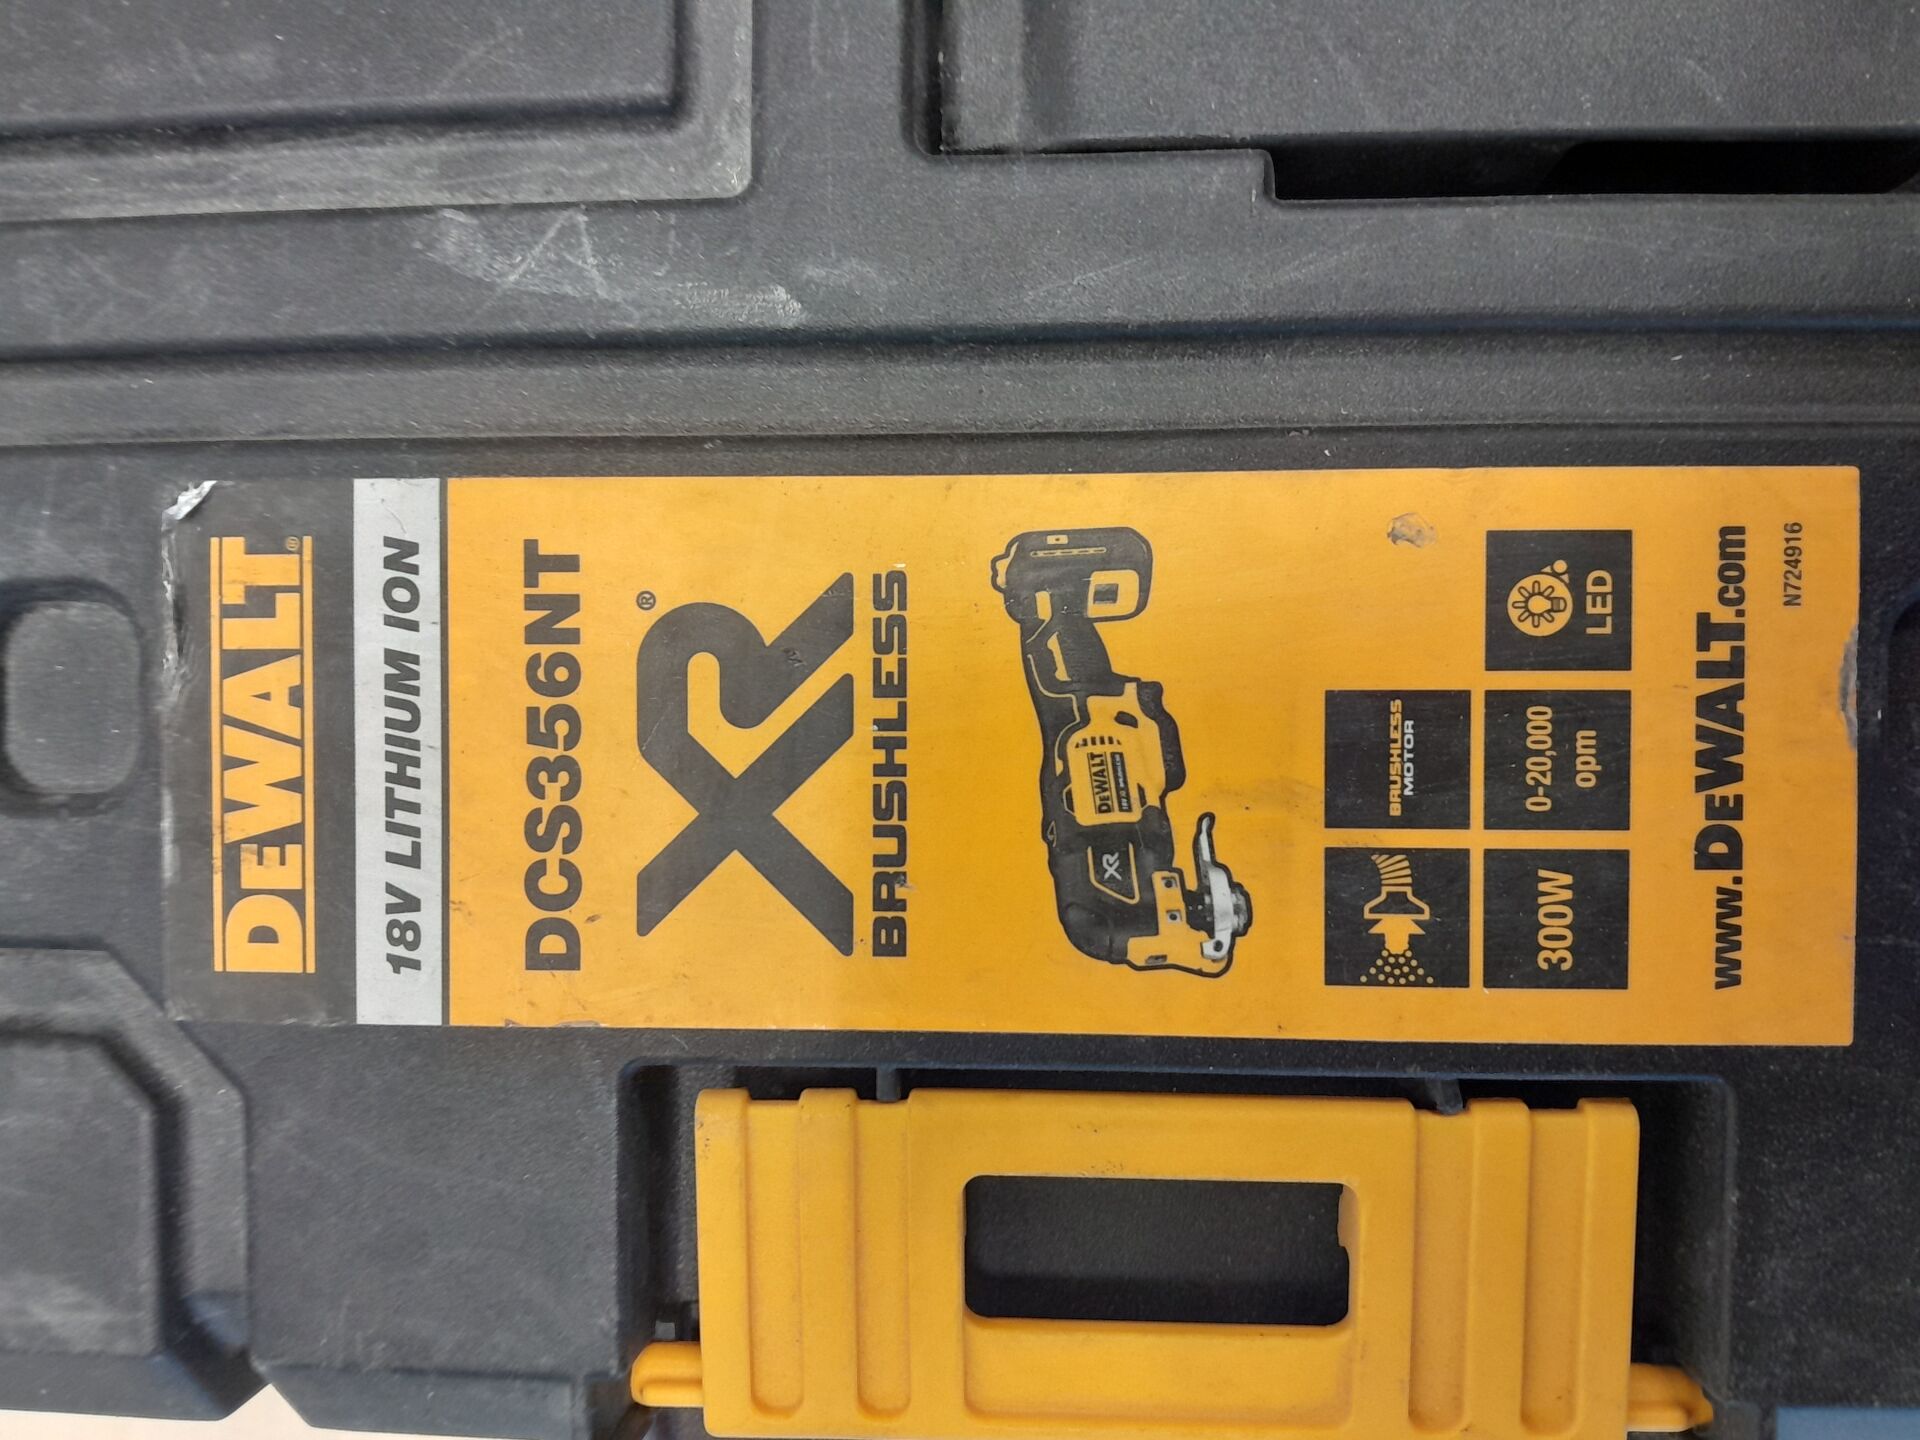 DEWALT®
18V LITHIUM ION
DCS356NT
XR®
BRUSHLESS
DEWALT
XR
BRUSHLESS
MOTOR
300W
0-20,000
opm
LED
www.DEWALT.com
N724916